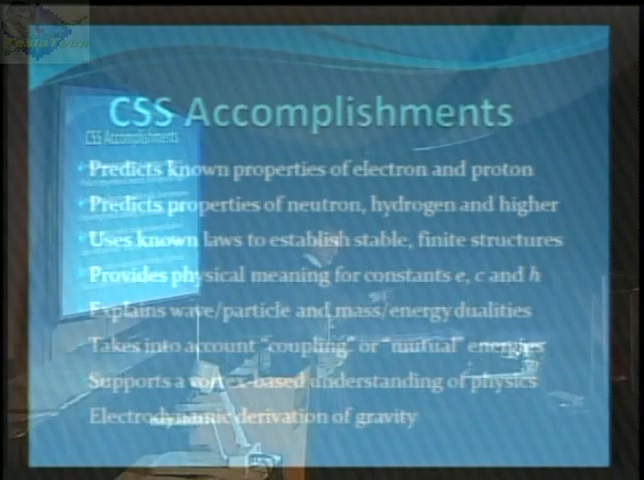 CSS Accomplishments
CSS Accomplishments
Predicts known properties of electron and proton
Predicts properties of neutron, hydrogen and higher
Uses known laws to establish stable, finite structures
Provides physical meaning for constants e, c and h
Explains wave/particle and mass/energy dualities
Takes into account "coupling" or "mutual" energies
Supports a vortex-based understanding of physics
Electrodynamic derivation of gravity